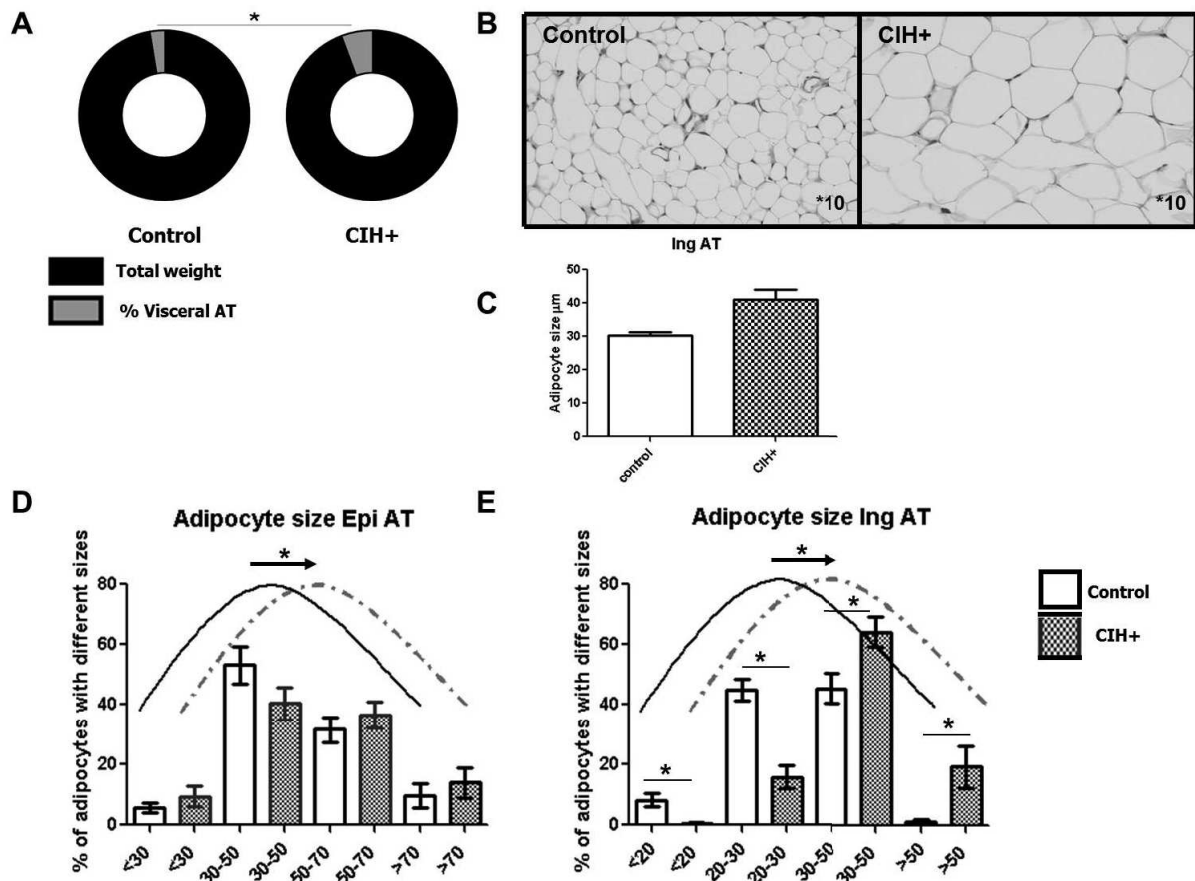 A
*
Control
CIH+
Total weight
% Visceral AT
B
Control
*10
CIH+
*10
C
Ing AT
Adipocyte size µm
50
40
30
20
10
0
control
CIH+
D
Adipocyte size Epi AT
*
% of adipocytes with different sizes
80
60
40
20
0
<30
<30
30-50
30-50
50-70
50-70
>70
>70
E
Adipocyte size Ing AT
*
% of adipocytes with different sizes
80
60
40
20
0
*
*
*
*
<20
<20
20-30
20-30
30-50
30-50
>50
>50
Control
CIH+